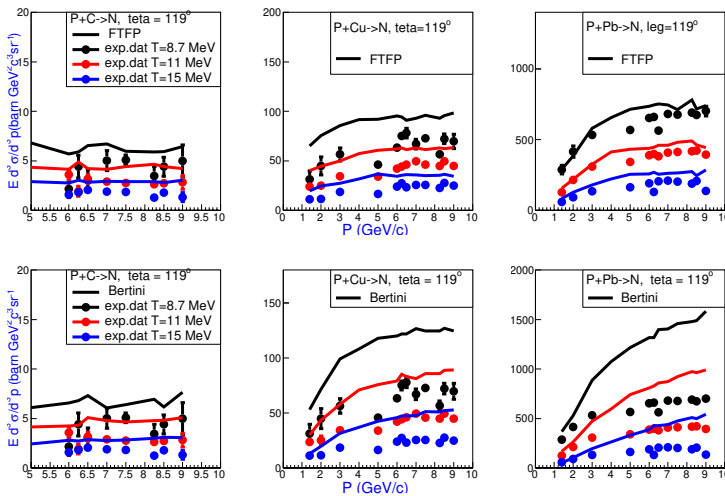 P+C->N, teta = 119°
FTFP
exp.dat T=8.7 MeV
exp.dat T=11 MeV
exp.dat T=15 MeV
P+Cu->N, teta=119°
FTFP
P+Pb->N, leg=119°
FTFP
E d³σ/d³p(barn GeV⁻²c³sr⁻¹)
20
15
10
5
0
5 5.5 6 6.5 7 7.5 8 8.5 9 9.5 10
200
150
100
50
0
0 1 2 3 4 5 6 7 8 9 10
P (GeV/c)
1000
500
0
0 1 2 3 4 5 6 7 8 9 10
P+C->N, teta = 119°
Bertini
exp.dat T=8.7 MeV
exp.dat T=11 MeV
exp.dat T=15 MeV
P+Cu->N, teta = 119°
Bertini
P+Pb->N, teta = 119°
Bertini
E d³σ/d³p (barn GeV⁻²c³sr⁻¹)
20
15
10
5
0
5 5.5 6 6.5 7 7.5 8 8.5 9 9.5 10
150
100
50
0
0 1 2 3 4 5 6 7 8 9 10
P (GeV/c)
2000
1500
1000
500
0
0 1 2 3 4 5 6 7 8 9 10